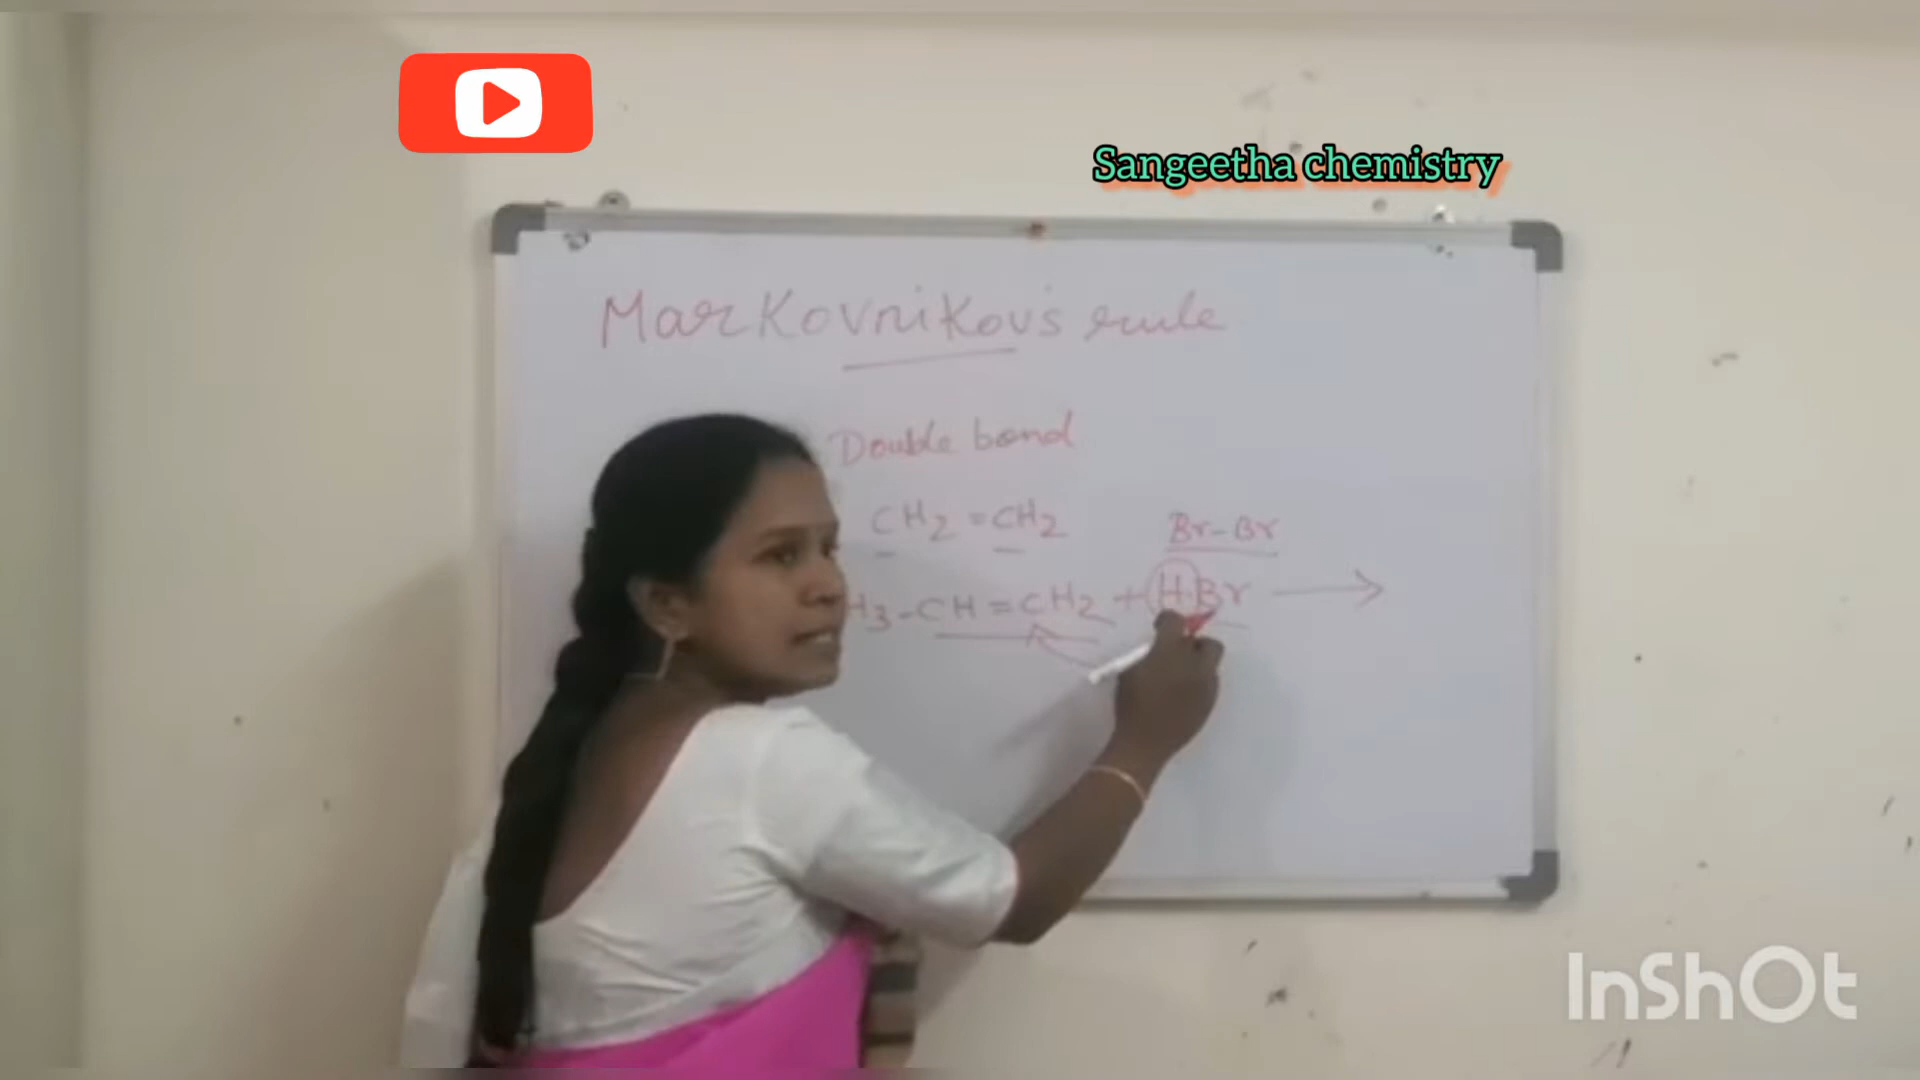 Sangeetha chemistry
Markovnikov's rule
Double bond
CH2 = CH2
Br-Br
H3-CH=CH2 + H·Br
InShOt